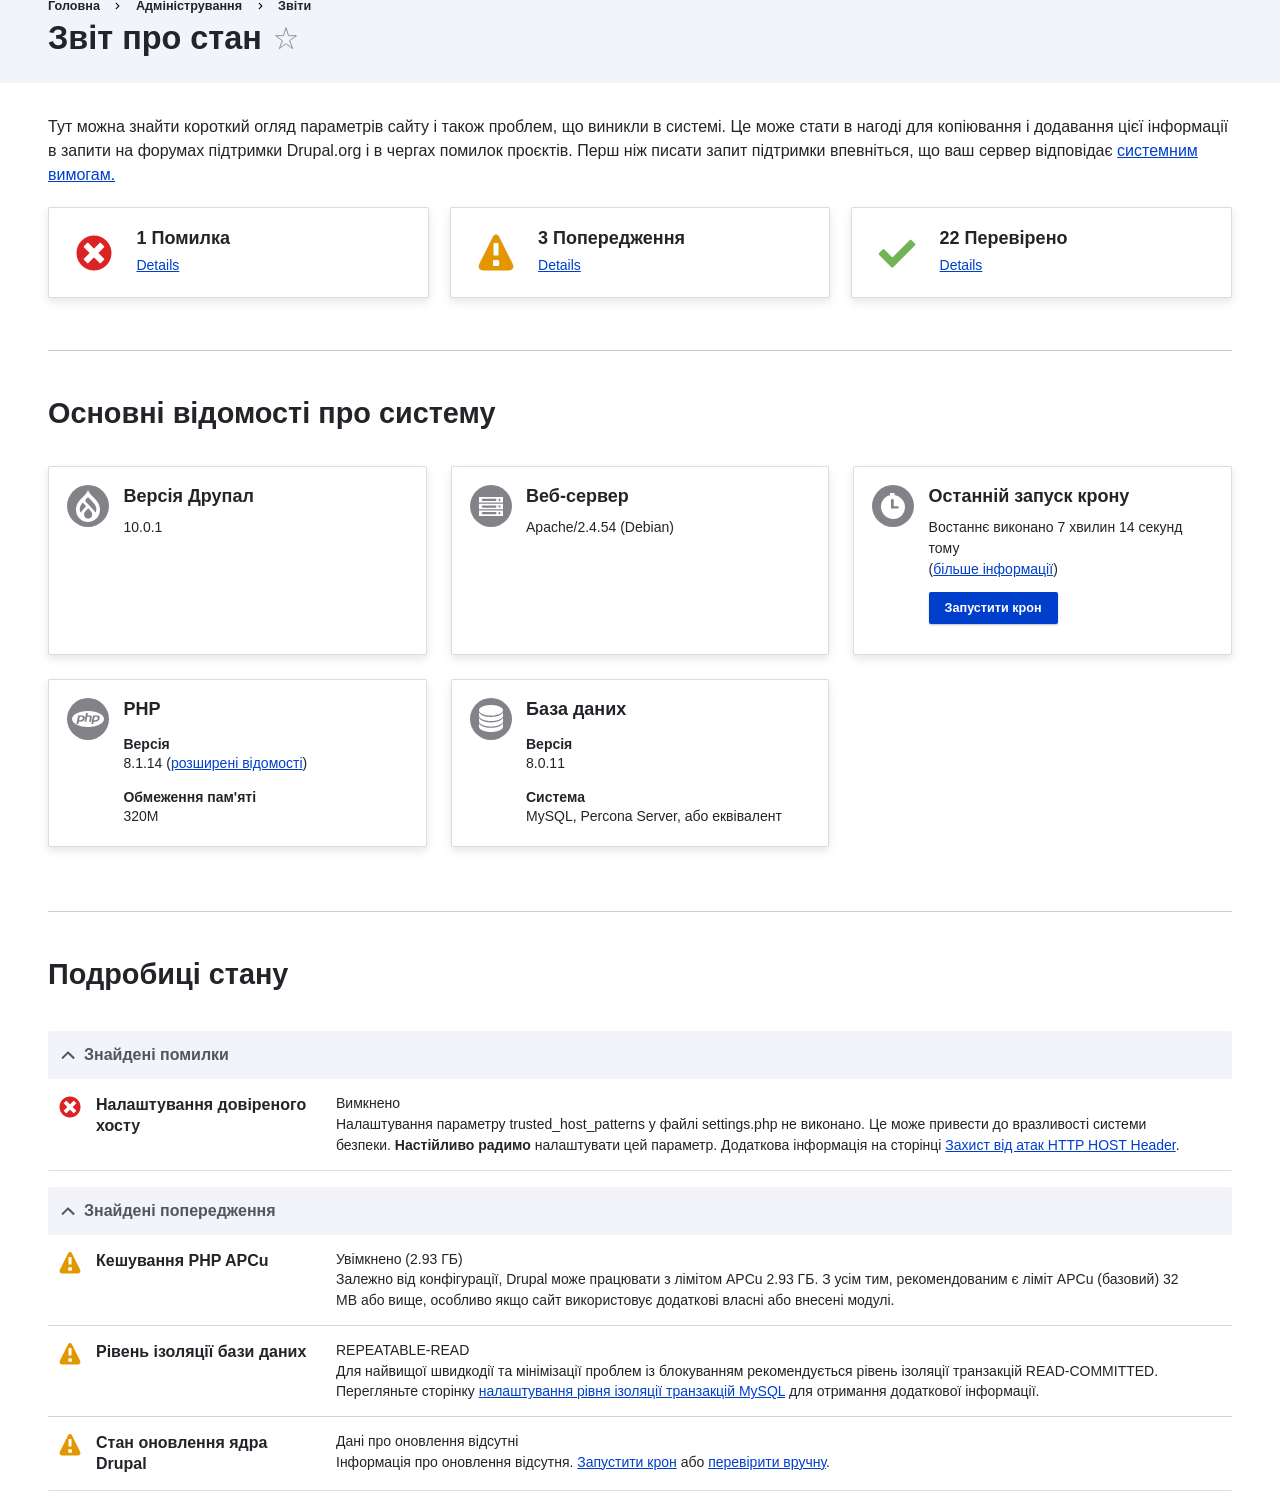 Головна > Адміністрування > Звіти
Звіт про стан
Тут можна знайти короткий огляд параметрів сайту і також проблем, що виникли в системі. Це може стати в нагоді для копіювання і додавання цієї інформації
в запити на форумах підтримки Drupal.org і в чергах помилок проєктів. Перш ніж писати запит підтримки впевніться, що ваш сервер відповідає системним
вимогам.
1 Помилка
Details
3 Попередження
Details
22 Перевірено
Details
Основні відомості про систему
Версія Друпал
10.0.1
Веб-сервер
Apache/2.4.54 (Debian)
Останній запуск крону
Востаннє виконано 7 хвилин 14 секунд
тому
(більше інформації)
Запустити крон
php
PHP
Версія
8.1.14 (розширені відомості)
Обмеження пам'яті
320M
База даних
Версія
8.0.11
Система
MySQL, Percona Server, або еквівалент
Подробиці стану
Знайдені помилки
Налаштування довіреного
хосту
Вимкнено
Налаштування параметру trusted_host_patterns у файлі settings.php не виконано. Це може привести до вразливості системи
безпеки. Настійливо радимо налаштувати цей параметр. Додаткова інформація на сторінці Захист від атак HTTP HOST Header.
Знайдені попередження
Кешування PHP APCu
Увімкнено (2.93 ГБ)
Залежно від конфігурації, Drupal може працювати з лімітом APCu 2.93 ГБ. З усім тим, рекомендованим є ліміт APCu (базовий) 32
MB або вище, особливо якщо сайт використовує додаткові власні або внесені модулі.
Рівень ізоляції бази даних
REPEATABLE-READ
Для найвищої швидкодії та мінімізації проблем із блокуванням рекомендується рівень ізоляції транзакцій READ-COMMITTED.
Перегляньте сторінку налаштування рівня ізоляції транзакцій MySQL для отримання додаткової інформації.
Стан оновлення ядра
Drupal
Дані про оновлення відсутні
Інформація про оновлення відсутня. Запустити крон або перевірити вручну.